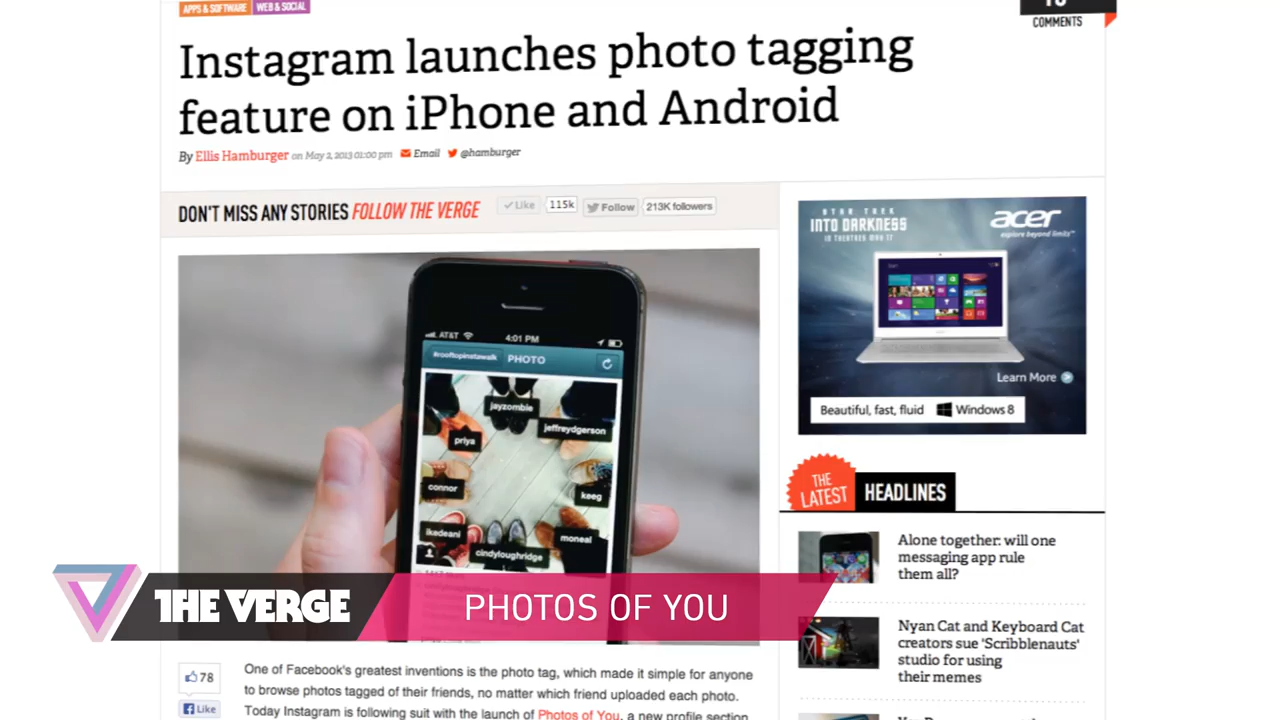 APPS & SOFTWARE WEB & SOCIAL
COMMENTS
Instagram launches photo tagging
feature on iPhone and Android
By Ellis Hamburger on May 2, 2013 01:00 pm Email @hamburger
DON'T MISS ANY STORIES FOLLOW THE VERGE Like 115k Follow 213K followers
STAR TREK
INTO DARKNESS
IN THEATRES MAY 17
acer
explore beyond limits™
Learn More
Beautiful, fast, fluid Windows 8
AT&T 4:01 PM
#rooftopinstawalk PHOTO
jayzombie
jeffreydgerson
priya
connor
keeg
ikedeani
moneal
cindyloughridge
THE
LATEST
HEADLINES
Alone together: will one
messaging app rule
them all?
Nyan Cat and Keyboard Cat
creators sue 'Scribblenauts'
studio for using
their memes
THE VERGE PHOTOS OF YOU
78
Like
One of Facebook's greatest inventions is the photo tag, which made it simple for anyone
to browse photos tagged of their friends, no matter which friend uploaded each photo.
Today Instagram is following suit with the launch of Photos of You, a new profile section